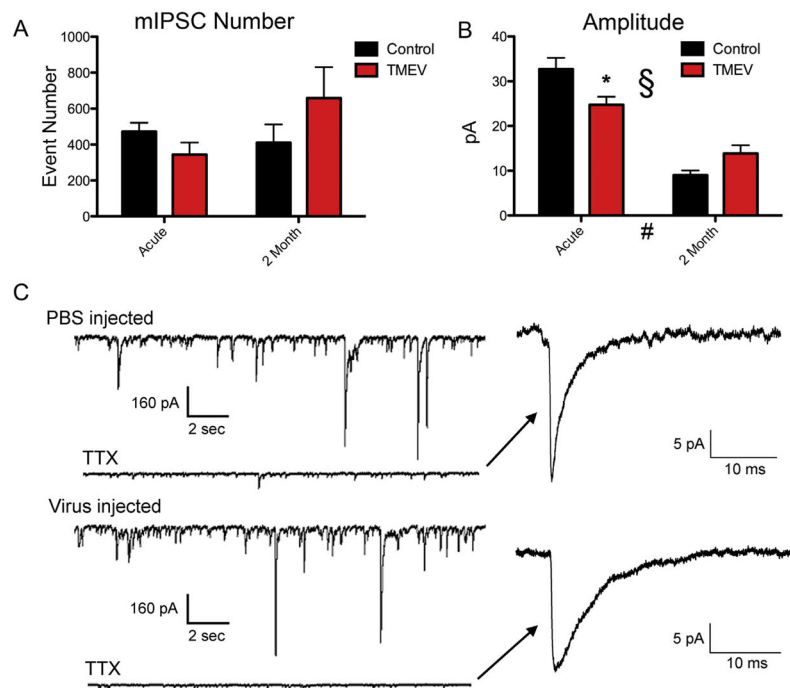 A
mIPSC Number
1000
800
600
400
200
0
Event Number
Control
TMEV
Acute
2 Month
B
Amplitude
40
30
20
10
0
pA
Control
TMEV
*
§
#
Acute
2 Month
C
PBS injected
160 pA
2 sec
TTX
5 pA
10 ms
Virus injected
160 pA
2 sec
TTX
5 pA
10 ms